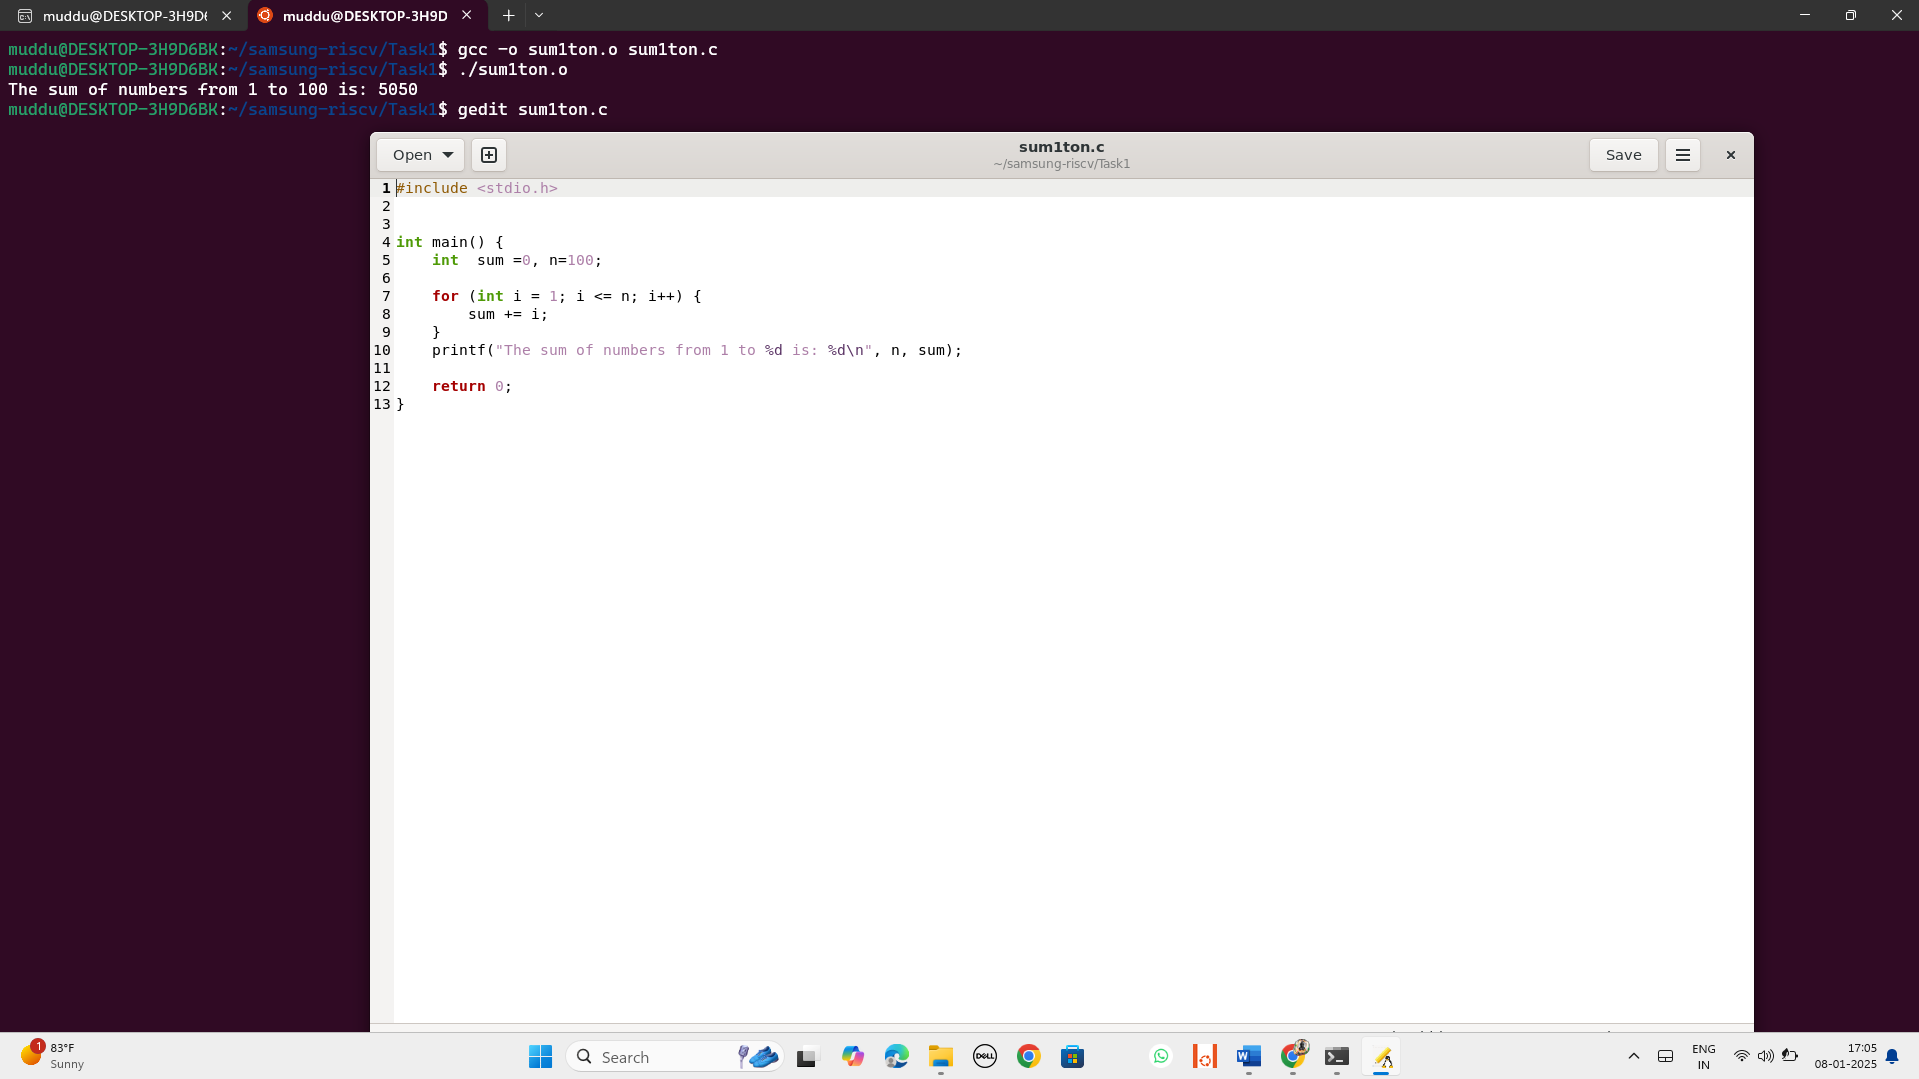 muddu@DESKTOP-3H9D6
muddu@DESKTOP-3H9D
muddu@DESKTOP-3H9D6BK:~/samsung-riscv/Task1$ gcc -o sum1ton.o sum1ton.c
muddu@DESKTOP-3H9D6BK:~/samsung-riscv/Task1$ ./sum1ton.o
The sum of numbers from 1 to 100 is: 5050
muddu@DESKTOP-3H9D6BK:~/samsung-riscv/Task1$ gedit sum1ton.c
Open
sum1ton.c
~/samsung-riscv/Task1
Save
1 #include <stdio.h>
2
3
4 int main() {
5     int  sum =0, n=100;
6
7     for (int i = 1; i <= n; i++) {
8         sum += i;
9     }
10     printf("The sum of numbers from 1 to %d is: %d\n", n, sum);
11
12     return 0;
13 }
1
83°F
Sunny
Search
DELL
W
ENG
IN
17:05
08-01-2025